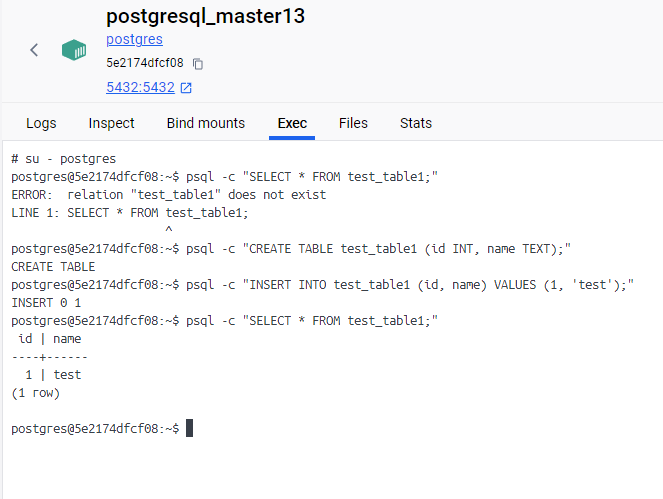 postgresql_master13
postgres
5e2174dfcf08
5432:5432
Logs Inspect Bind mounts Exec Files Stats
# su - postgres
postgres@5e2174dfcf08:~$ psql -c "SELECT * FROM test_table1;"
ERROR:  relation "test_table1" does not exist
LINE 1: SELECT * FROM test_table1;
                      ^
postgres@5e2174dfcf08:~$ psql -c "CREATE TABLE test_table1 (id INT, name TEXT);"
CREATE TABLE
postgres@5e2174dfcf08:~$ psql -c "INSERT INTO test_table1 (id, name) VALUES (1, 'test');"
INSERT 0 1
postgres@5e2174dfcf08:~$ psql -c "SELECT * FROM test_table1;"
 id | name
----+------
  1 | test
(1 row)
postgres@5e2174dfcf08:~$